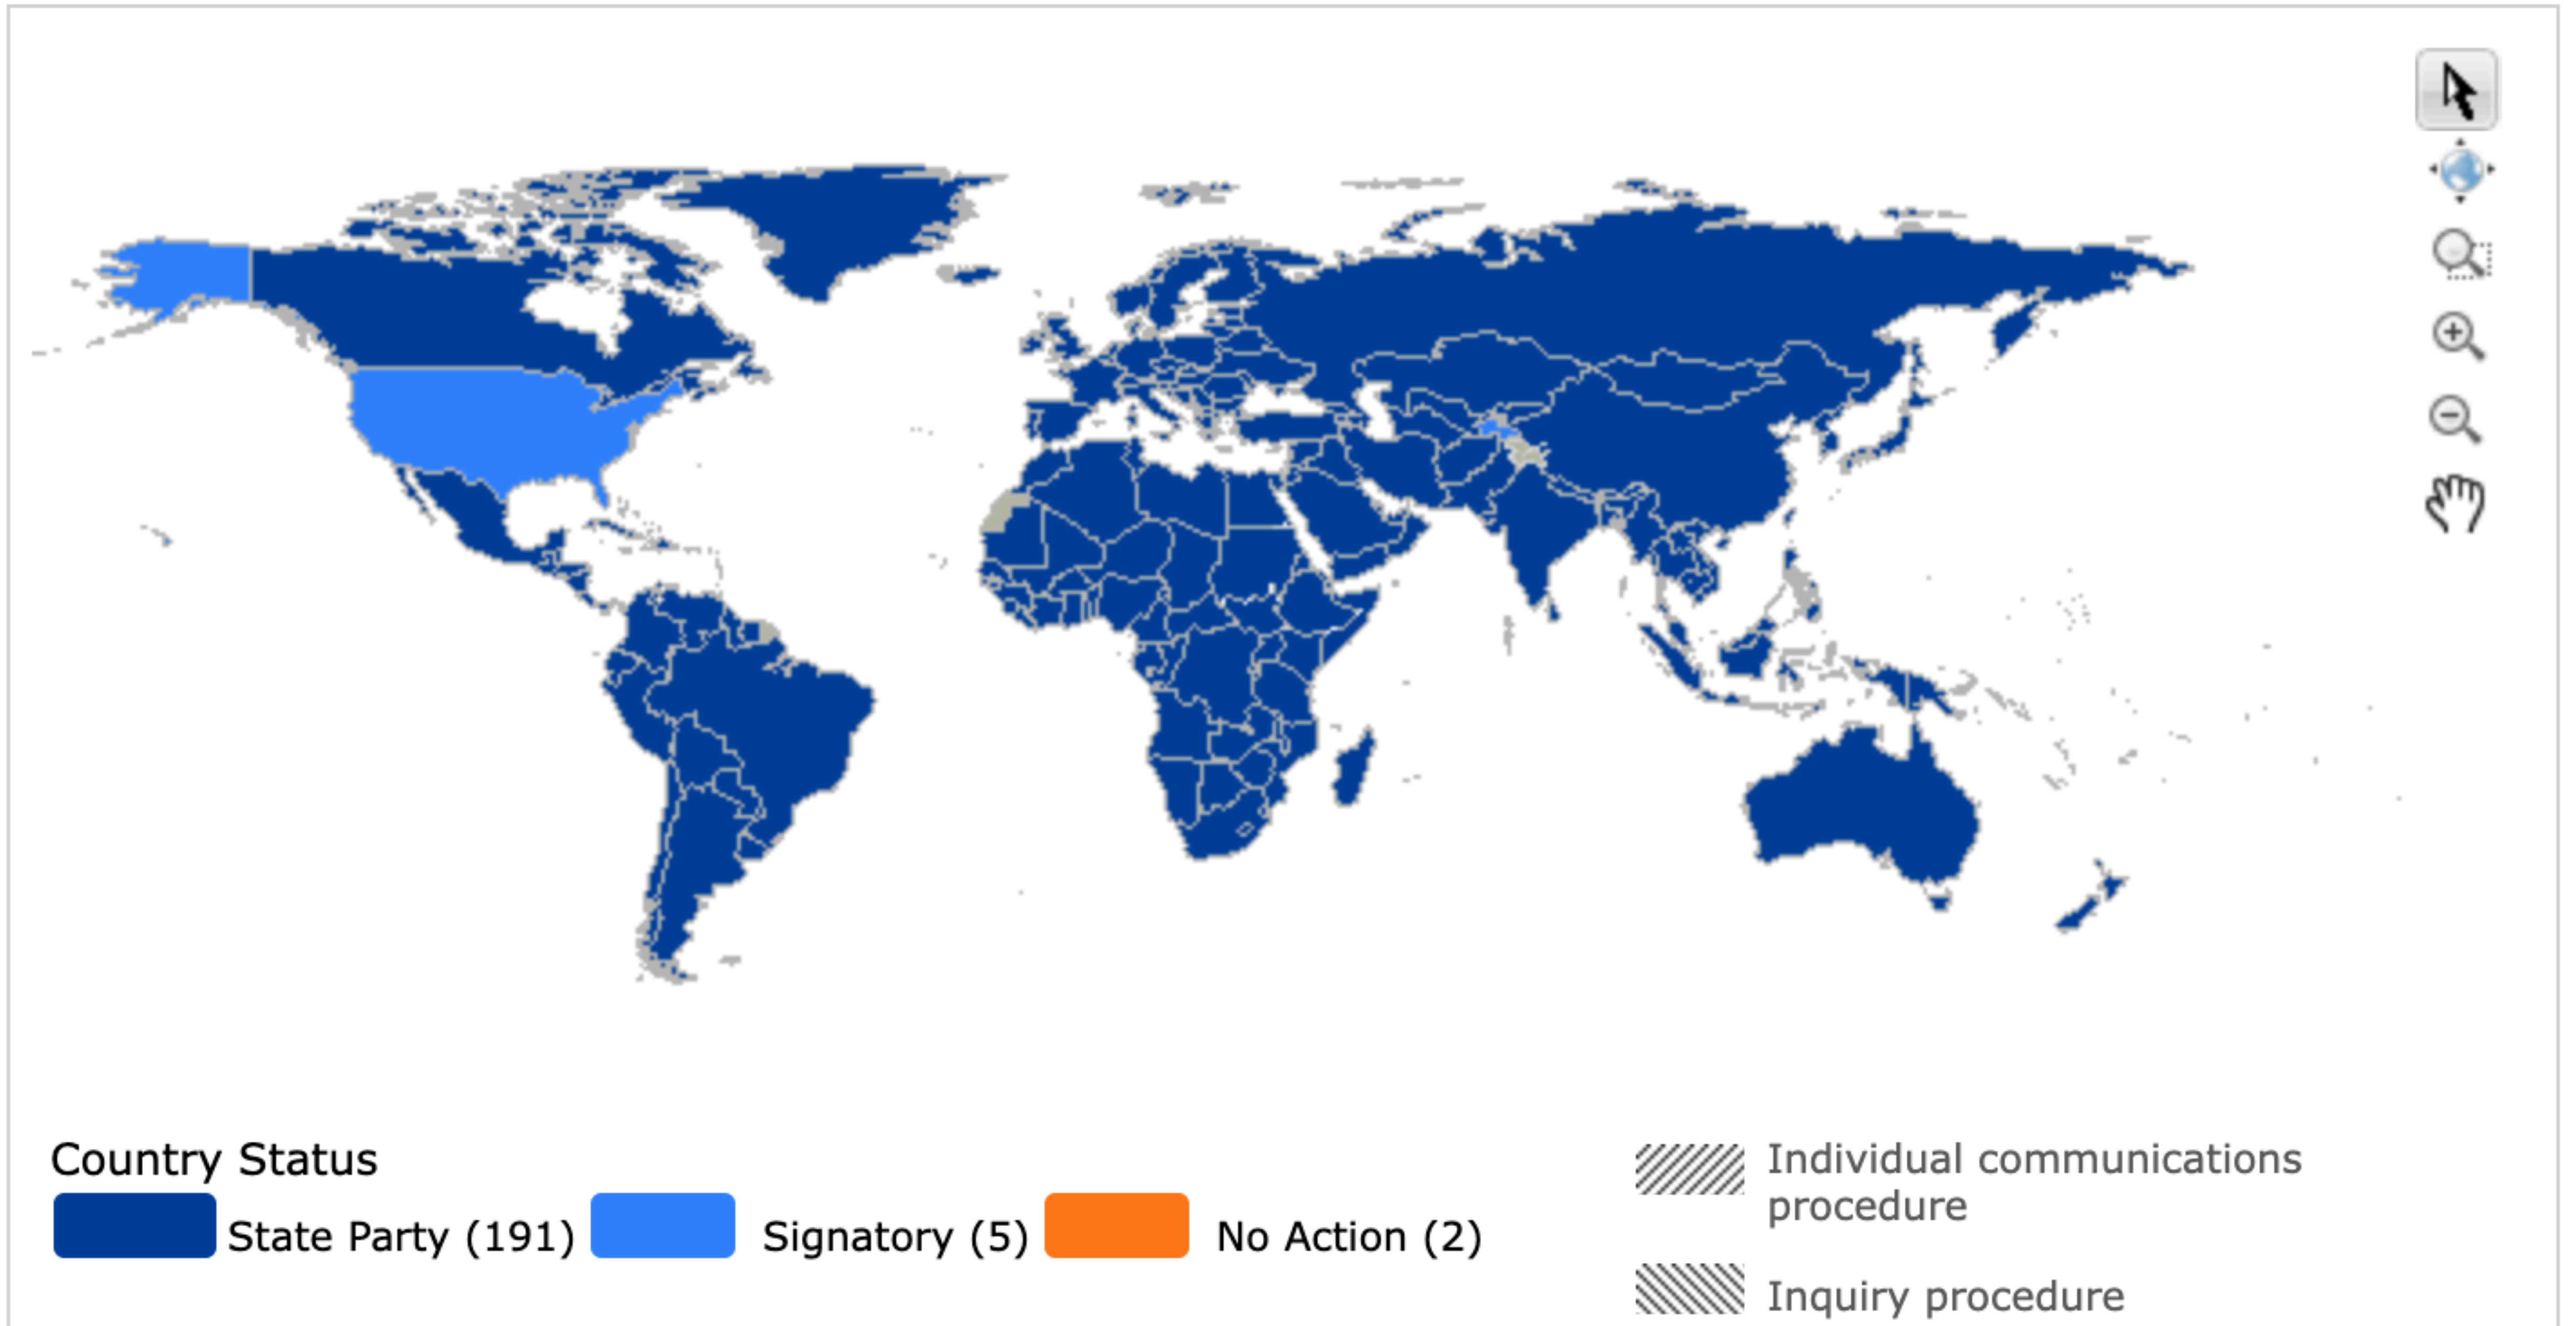 Country Status
State Party (191) Signatory (5) No Action (2)
Individual communications
procedure
Inquiry procedure